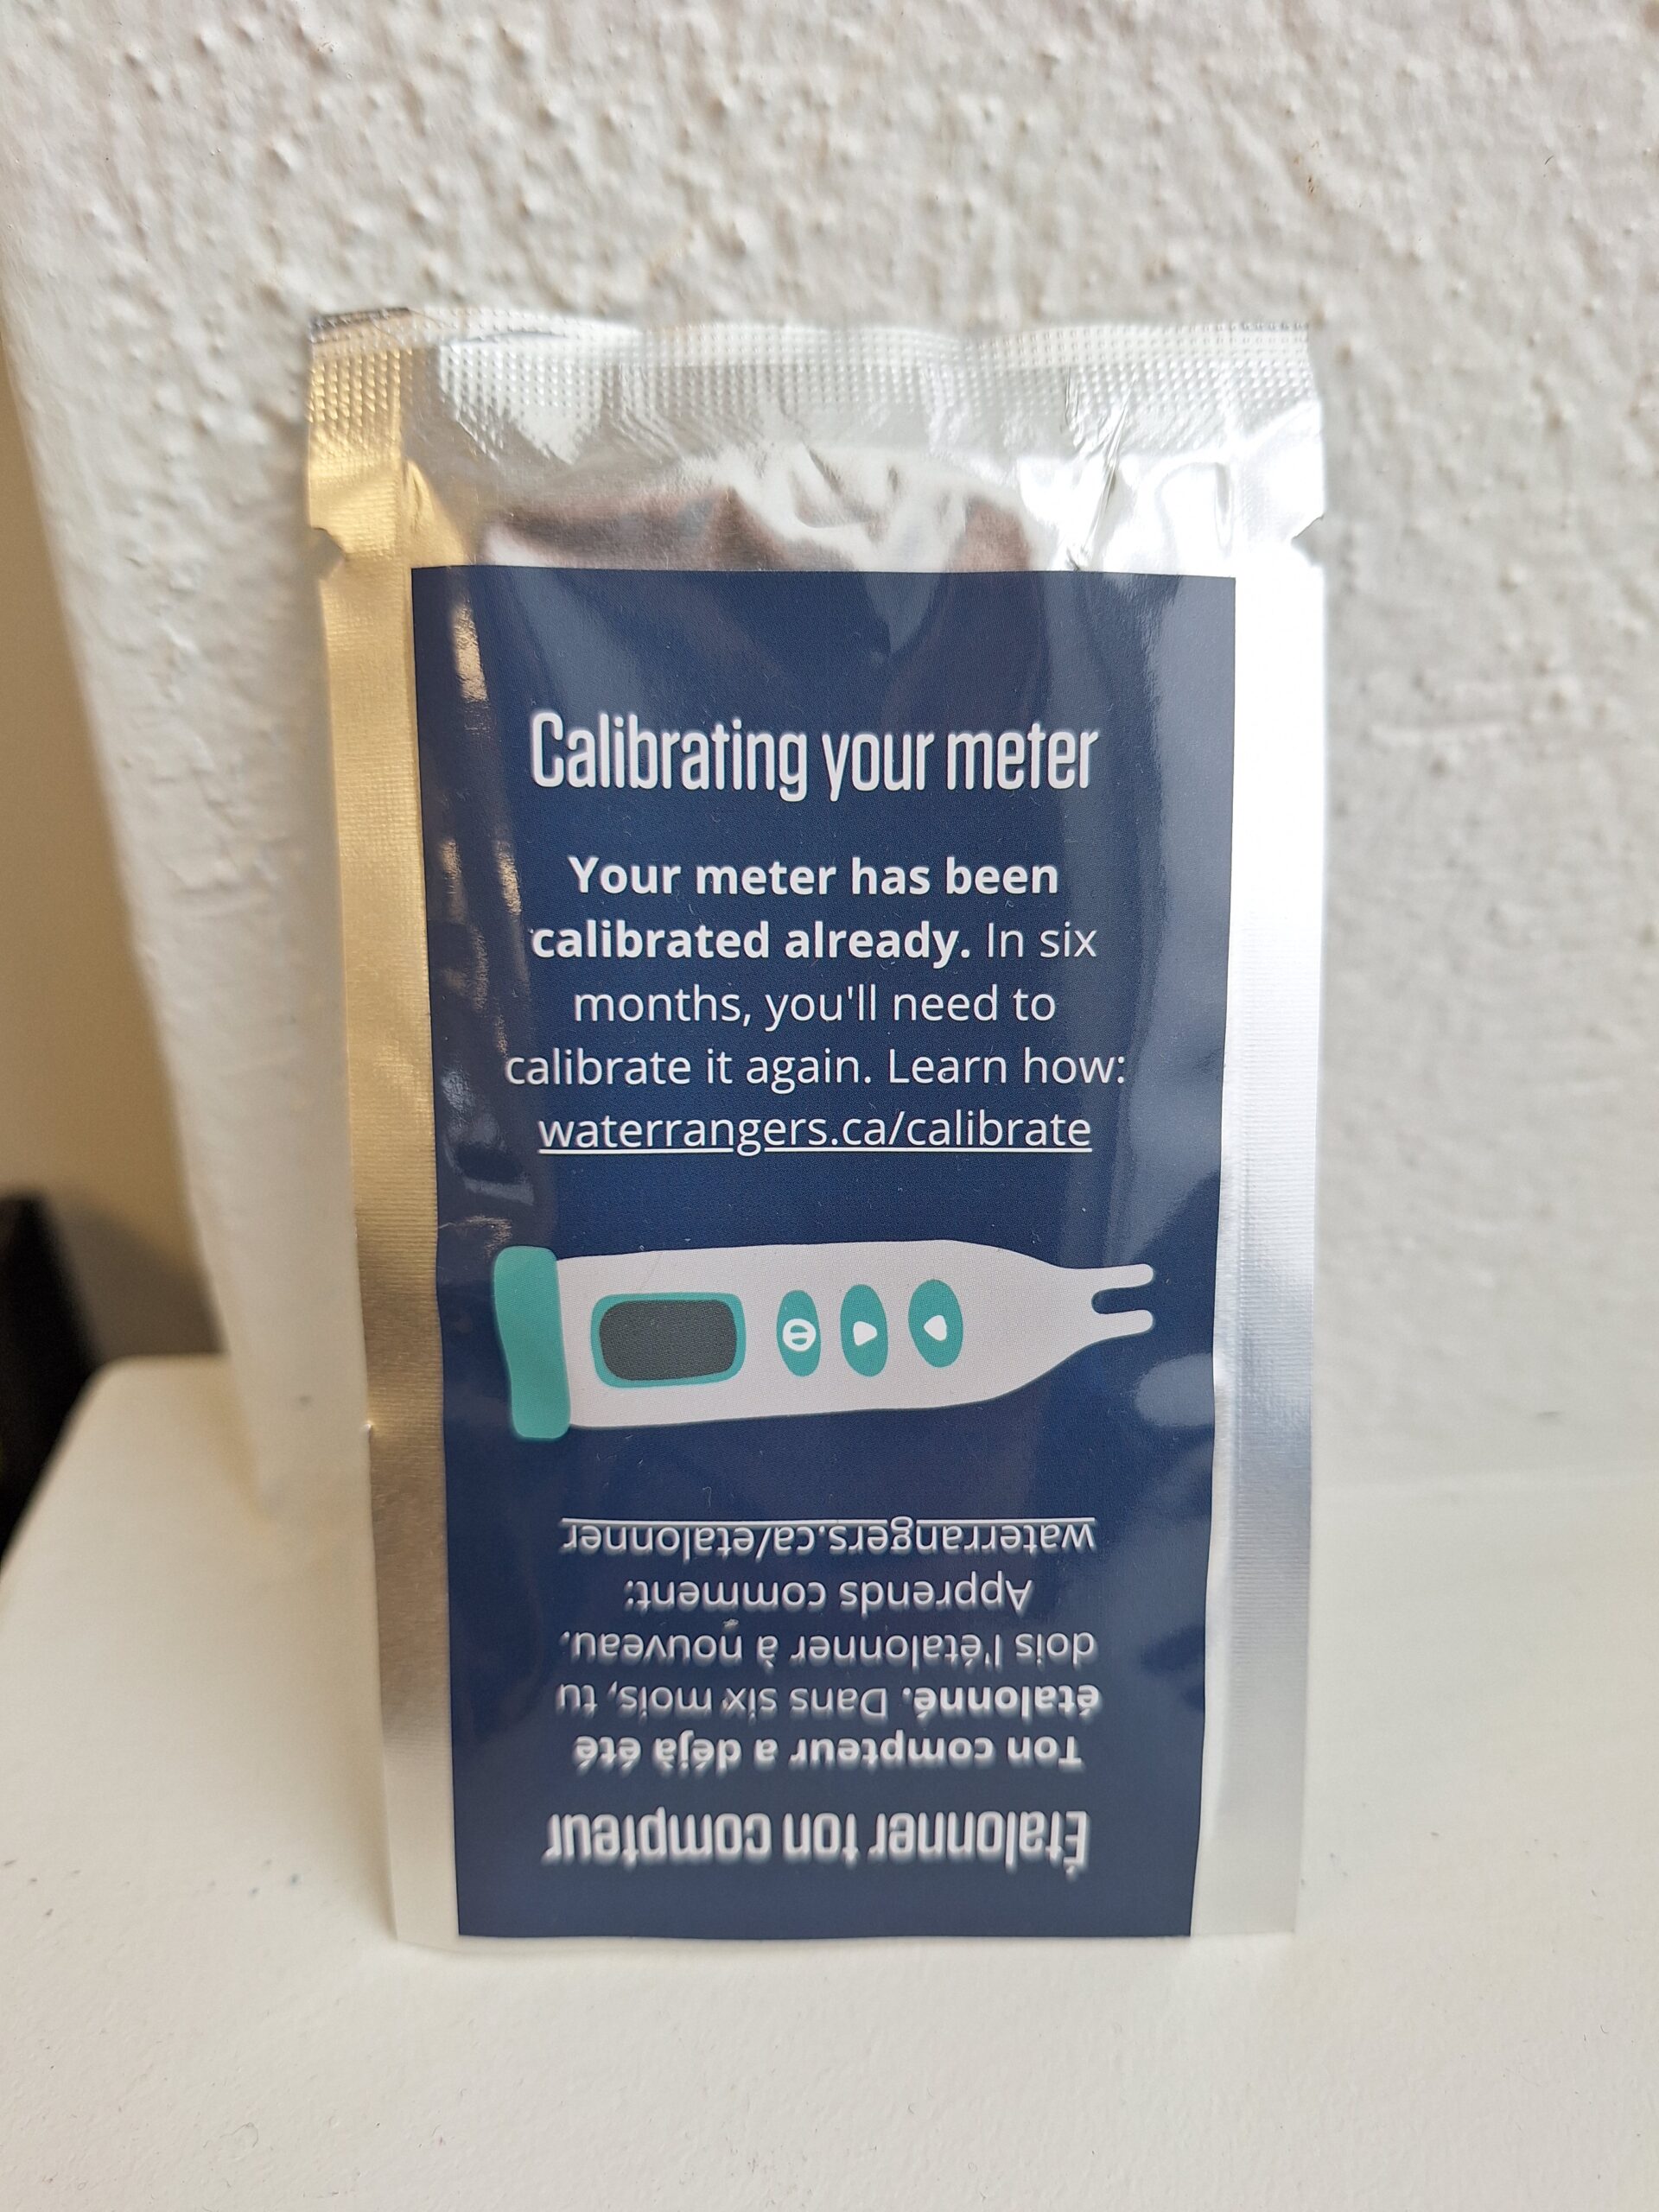 Calibrating your meter
Your meter has been
calibrated already. In six
months, you'll need to
calibrate it again. Learn how:
waterrangers.ca/calibrate
Étalonner ton compteur
Ton compteur a déjà été
étalonné. Dans six mois, tu
dois l'étalonner à nouveau.
Apprends comment:
waterrangers.ca/etalonner